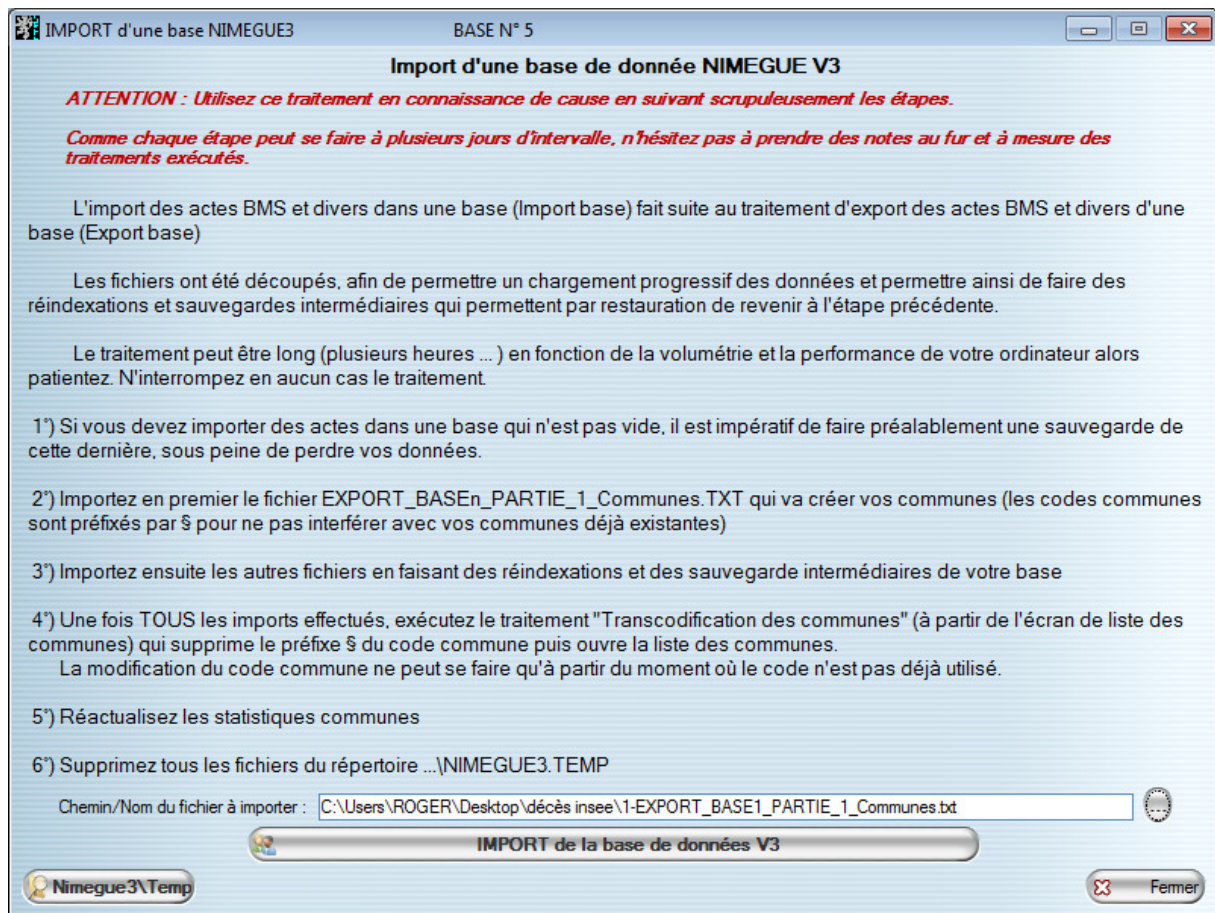 IMPORT d'une base NIMEGUE3 BASE N° 5
Import d'une base de donnée NIMEGUE V3
ATTENTION : Utilisez ce traitement en connaissance de cause en suivant scrupuleusement les étapes.
Comme chaque étape peut se faire à plusieurs jours d'intervalle, n'hésitez pas à prendre des notes au fur et à mesure des
traitements exécutés.
L'import des actes BMS et divers dans une base (Import base) fait suite au traitement d'export des actes BMS et divers d'une
base (Export base)
Les fichiers ont été découpés, afin de permettre un chargement progressif des données et permettre ainsi de faire des
réindexations et sauvegardes intermédiaires qui permettent par restauration de revenir à l'étape précédente.
Le traitement peut être long (plusieurs heures ... ) en fonction de la volumétrie et la performance de votre ordinateur alors
patientez. N'interrompez en aucun cas le traitement.
1°) Si vous devez importer des actes dans une base qui n'est pas vide, il est impératif de faire préalablement une sauvegarde de
cette dernière, sous peine de perdre vos données.
2°) Importez en premier le fichier EXPORT_BASEn_PARTIE_1_Communes.TXT qui va créer vos communes (les codes communes
sont préfixés par § pour ne pas interférer avec vos communes déjà existantes)
3°) Importez ensuite les autres fichiers en faisant des réindexations et des sauvegarde intermédiaires de votre base
4°) Une fois TOUS les imports effectués, exécutez le traitement "Transcodification des communes" (à partir de l'écran de liste des
communes) qui supprime le préfixe § du code commune puis ouvre la liste des communes.
La modification du code commune ne peut se faire qu'à partir du moment où le code n'est pas déjà utilisé.
5°) Réactualisez les statistiques communes
6°) Supprimez tous les fichiers du répertoire ...\NIMEGUE3.TEMP
Chemin/Nom du fichier à importer : C:\Users\ROGER\Desktop\décès insee\1-EXPORT_BASE1_PARTIE_1_Communes.txt
IMPORT de la base de données V3
Nimegue3\Temp Fermer